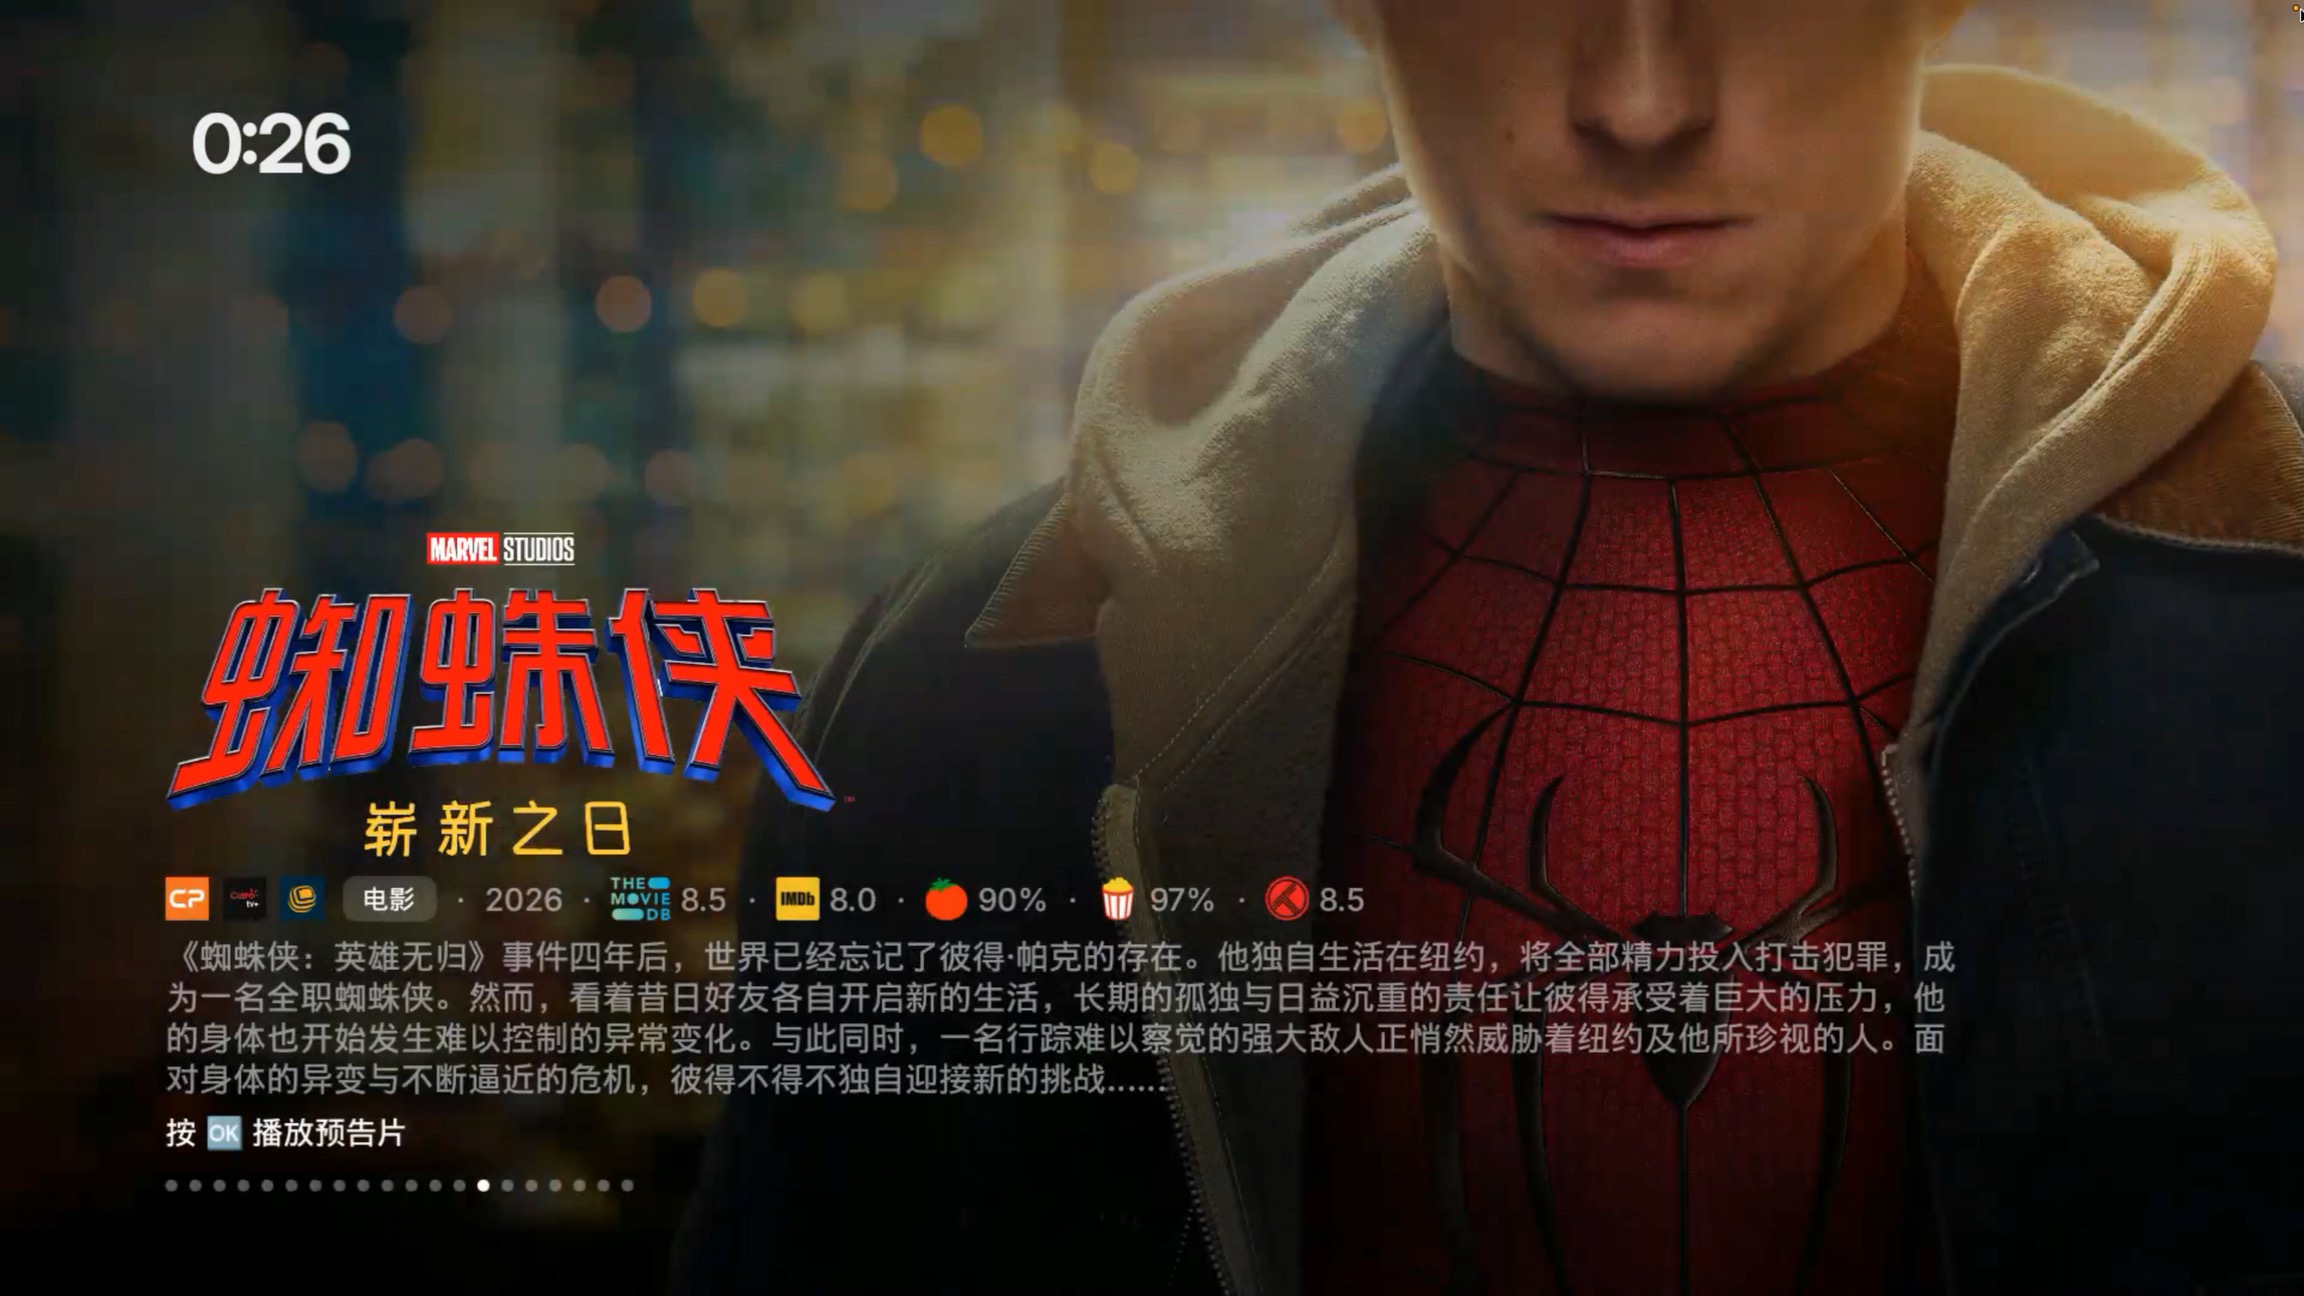 0:26
MARVEL STUDIOS
蜘蛛侠
崭新之日
CP Claro tv+ 电影 · 2026 · THE MOVIE DB 8.5 · IMDb 8.0 · 90% · 97% · 8.5
《蜘蛛侠：英雄无归》事件四年后，世界已经忘记了彼得·帕克的存在。他独自生活在纽约，将全部精力投入打击犯罪，成
为一名全职蜘蛛侠。然而，看着昔日好友各自开启新的生活，长期的孤独与日益沉重的责任让彼得承受着巨大的压力，他
的身体也开始发生难以控制的异常变化。与此同时，一名行踪难以察觉的强大敌人正悄然威胁着纽约及他所珍视的人。面
对身体的异变与不断逼近的危机，彼得不得不独自迎接新的挑战……
按 OK 播放预告片